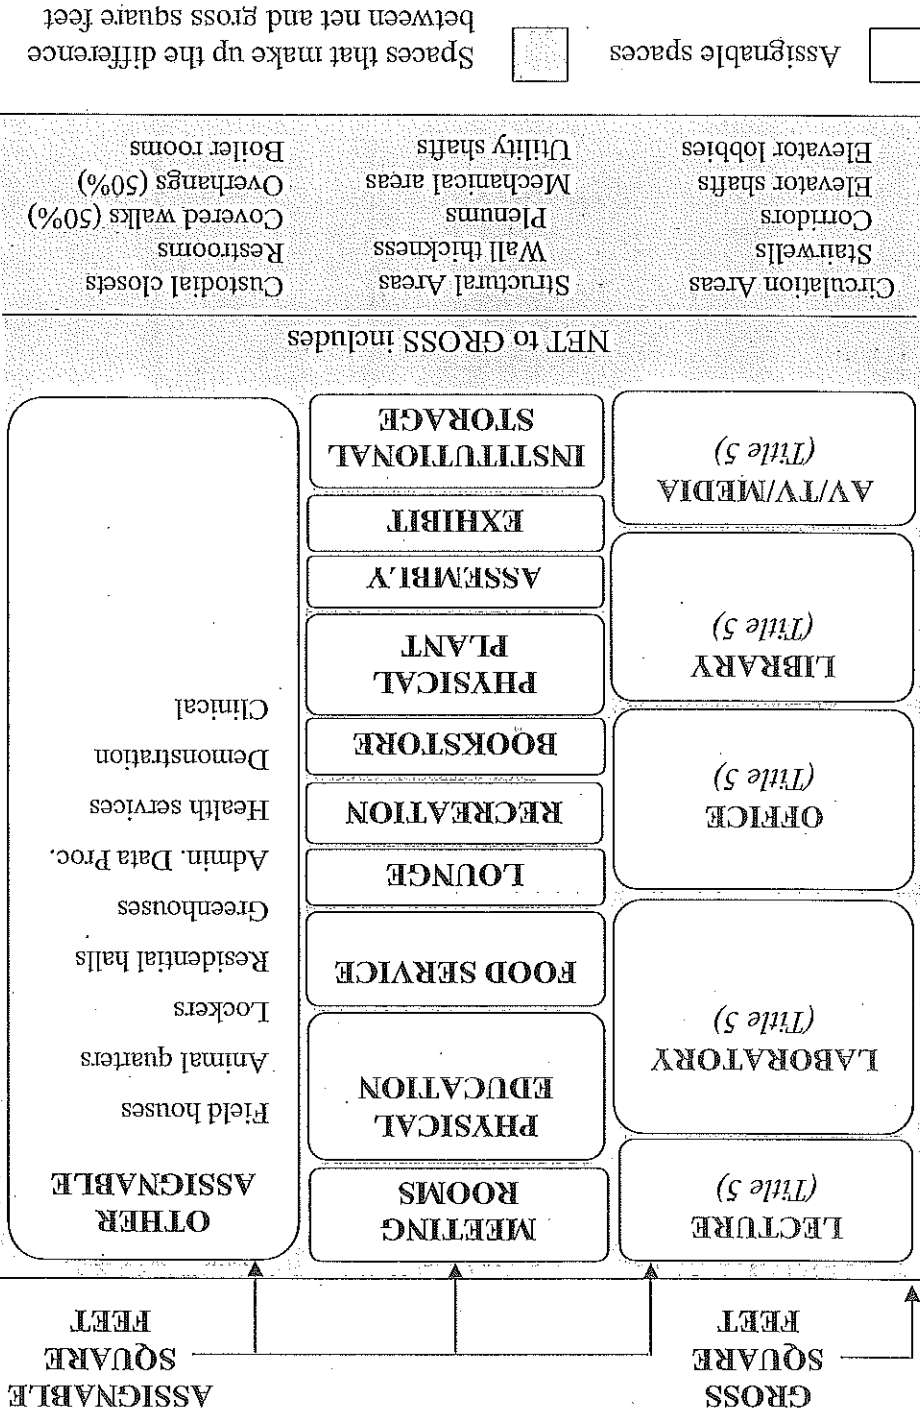 GROSS
SQUARE
FEET
ASSIGNABLE
SQUARE
FEET
LECTURE
(Title 5)
LABORATORY
(Title 5)
OFFICE
(Title 5)
LIBRARY
(Title 5)
AV/TV/MEDIA
(Title 5)
MEETING
ROOMS
PHYSICAL
EDUCATION
FOOD SERVICE
LOUNGE
RECREATION
BOOKSTORE
PHYSICAL
PLANT
ASSEMBLY
EXHIBIT
INSTITUTIONAL
STORAGE
OTHER
ASSIGNABLE
Field houses
Animal quarters
Lockers
Residential halls
Greenhouses
Admin. Data Proc.
Health services
Demonstration
Clinical
NET to GROSS includes
Circulation Areas
Stairwells
Corridors
Elevator shafts
Elevator lobbies
Structural Areas
Wall thickness
Plenums
Mechanical areas
Utility shafts
Custodial closets
Restrooms
Covered walks (50%)
Overhangs (50%)
Boiler rooms
Assignable spaces
Spaces that make up the difference
between net and gross square feet